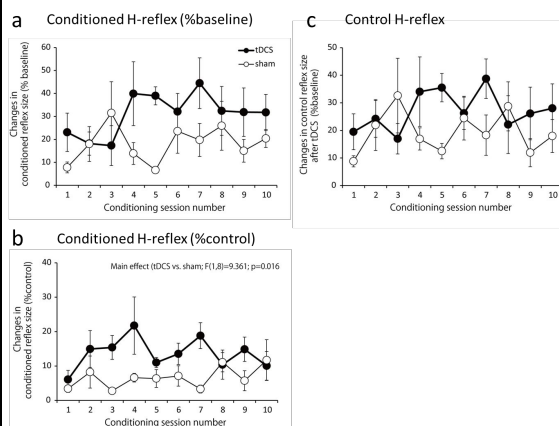 a Conditioned H-reflex (%baseline)
Changes in
conditioned reflex size (% baseline)
60
50
40
30
20
10
0
tDCS
sham
1 2 3 4 5 6 7 8 9 10
Conditioning session number
c Control H-reflex
Changes in control reflex size
after tDCS (%baseline)
50
40
30
20
10
0
1 2 3 4 5 6 7 8 9 10
Conditioning session number
b Conditioned H-reflex (%control)
Changes in
conditioned reflex size (%control)
40
30
20
10
0
Main effect (tDCS vs. sham; F(1,8)=9.361; p=0.016
1 2 3 4 5 6 7 8 9 10
Conditioning session number